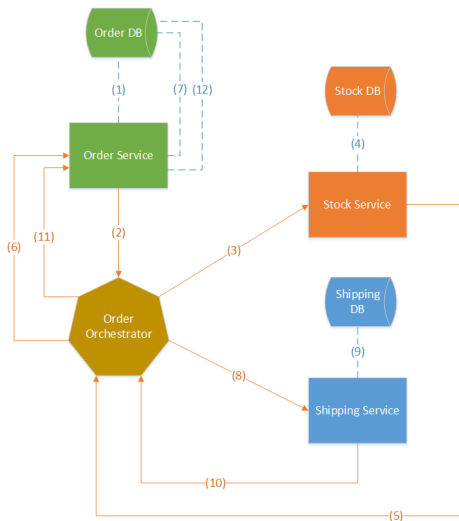 Order DB
(1)
(7)
(12)
Stock DB
(4)
Order Service
Stock Service
(6)
(11)
(2)
(3)
Order
Orchestrator
Shipping
DB
(9)
(8)
Shipping Service
(10)
(5)